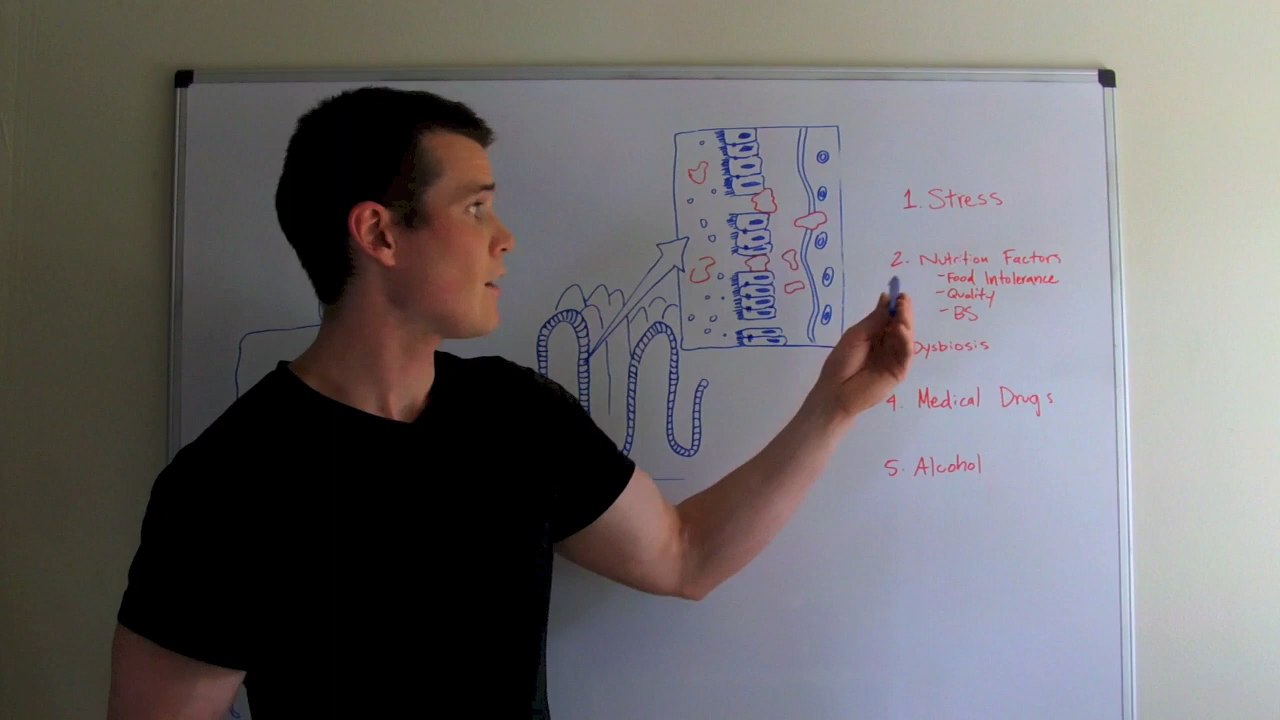 1. Stress
2. Nutrition Factors
- Food Intolerance
- Quality
- BS
Dysbiosis
4. Medical Drugs
5. Alcohol